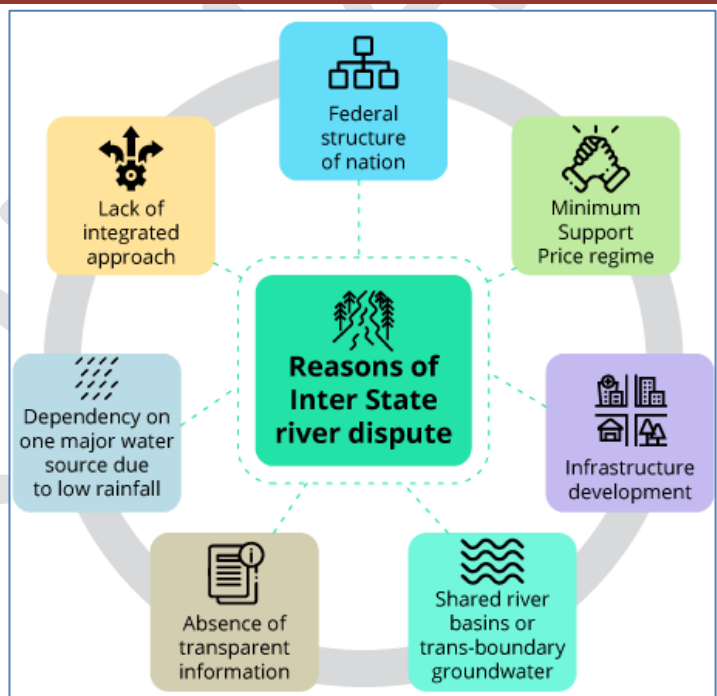 Federal
structure
of nation
Lack of
integrated
approach
Minimum
Support
Price regime
Reasons of
Inter State
river dispute
Dependency on
one major water
source due
to low rainfall
Infrastructure
development
Absence of
transparent
information
Shared river
basins or
trans-boundary
groundwater